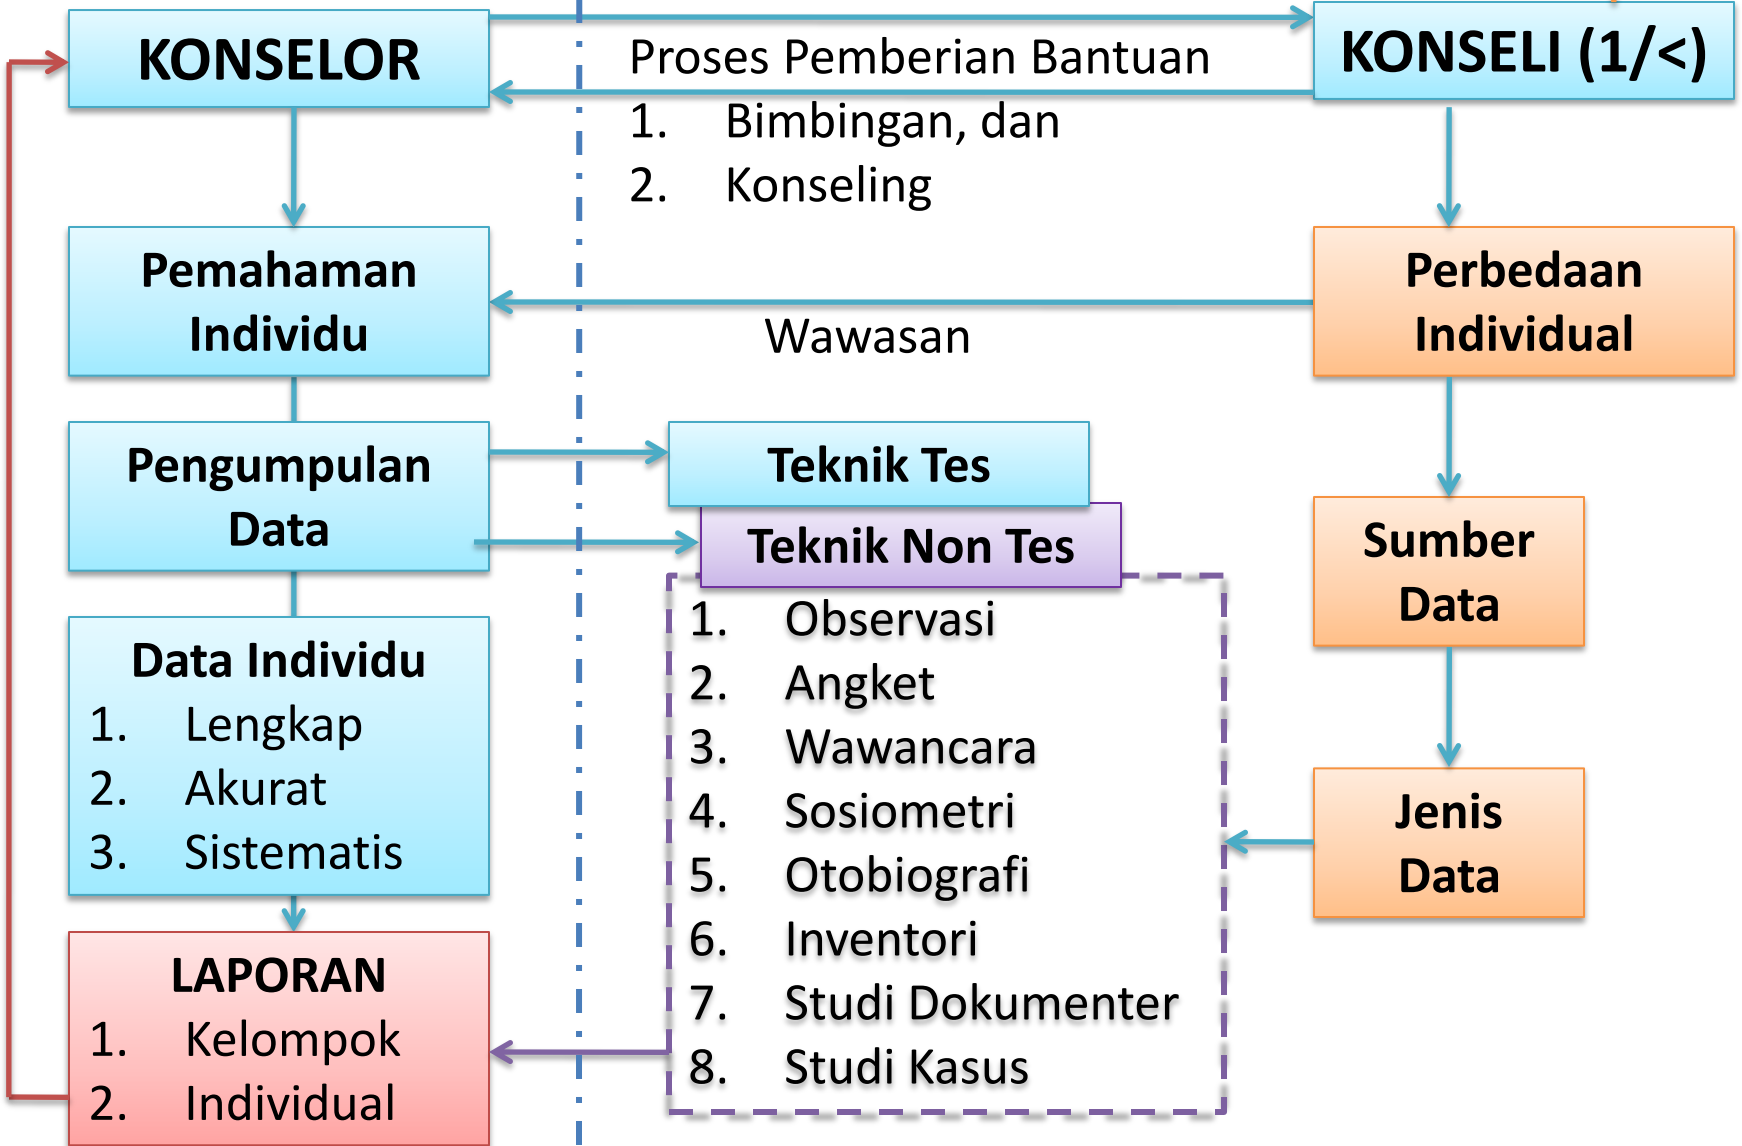 KONSELOR
Proses Pemberian Bantuan
1. Bimbingan, dan
2. Konseling
KONSELI (1/<)
Pemahaman
Individu
Wawasan
Perbedaan
Individual
Pengumpulan
Data
Teknik Tes
Teknik Non Tes
1. Observasi
2. Angket
3. Wawancara
4. Sosiometri
5. Otobiografi
6. Inventori
7. Studi Dokumenter
8. Studi Kasus
Sumber
Data
Jenis
Data
Data Individu
1. Lengkap
2. Akurat
3. Sistematis
LAPORAN
1. Kelompok
2. Individual